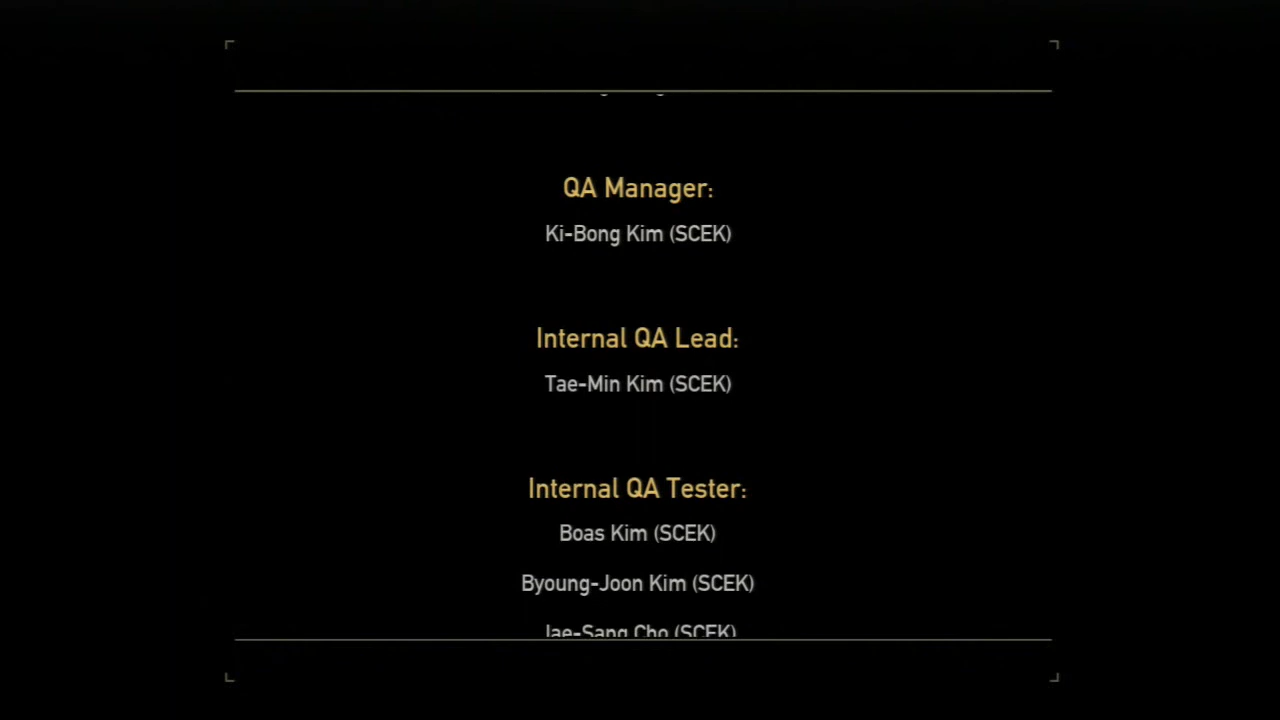 QA Manager:
Ki-Bong Kim (SCEK)
Internal QA Lead:
Tae-Min Kim (SCEK)
Internal QA Tester:
Boas Kim (SCEK)
Byoung-Joon Kim (SCEK)
Jae-Sang Cho (SCEK)